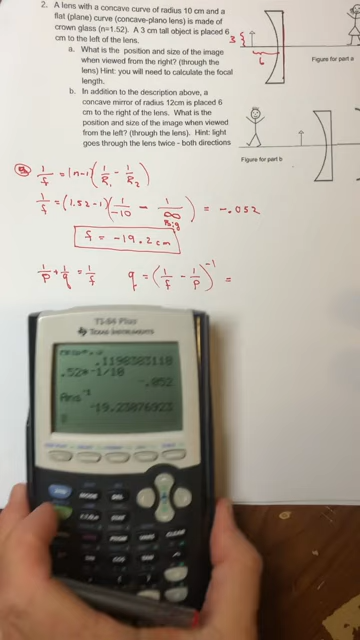 2. A lens with a concave curve of radius 10 cm and a
flat (plane) curve (concave-plano lens) is made of
crown glass (n=1.52). A 3 cm tall object is placed 6
cm to the left of the lens.
a. What is the position and size of the image
when viewed from the right? (through the
lens) Hint: you will need to calculate the focal
length.
b. In addition to the description above, a
concave mirror of radius 12cm is placed 6
cm to the right of the lens. What is the
position and size of the image when viewed
from the left? (through the lens). Hint: light
goes through the lens twice - both directions
3
6
Figure for part a
Figure for part b
1/f = (n-1)(1/R1 - 1/R2)
1/f = (1.52-1)(1/-10 - 1/∞) = -.052
Big
f = -19.2 cm
1/p + 1/q = 1/f q = (1/f - 1/p)^-1 =
TI-84 Plus
TEXAS INSTRUMENTS
.1198383118
.52*-1/10
-.052
Ans-1
-19.23076923
MODE
DEL
STAT
PRGM
VARS
CLEAR